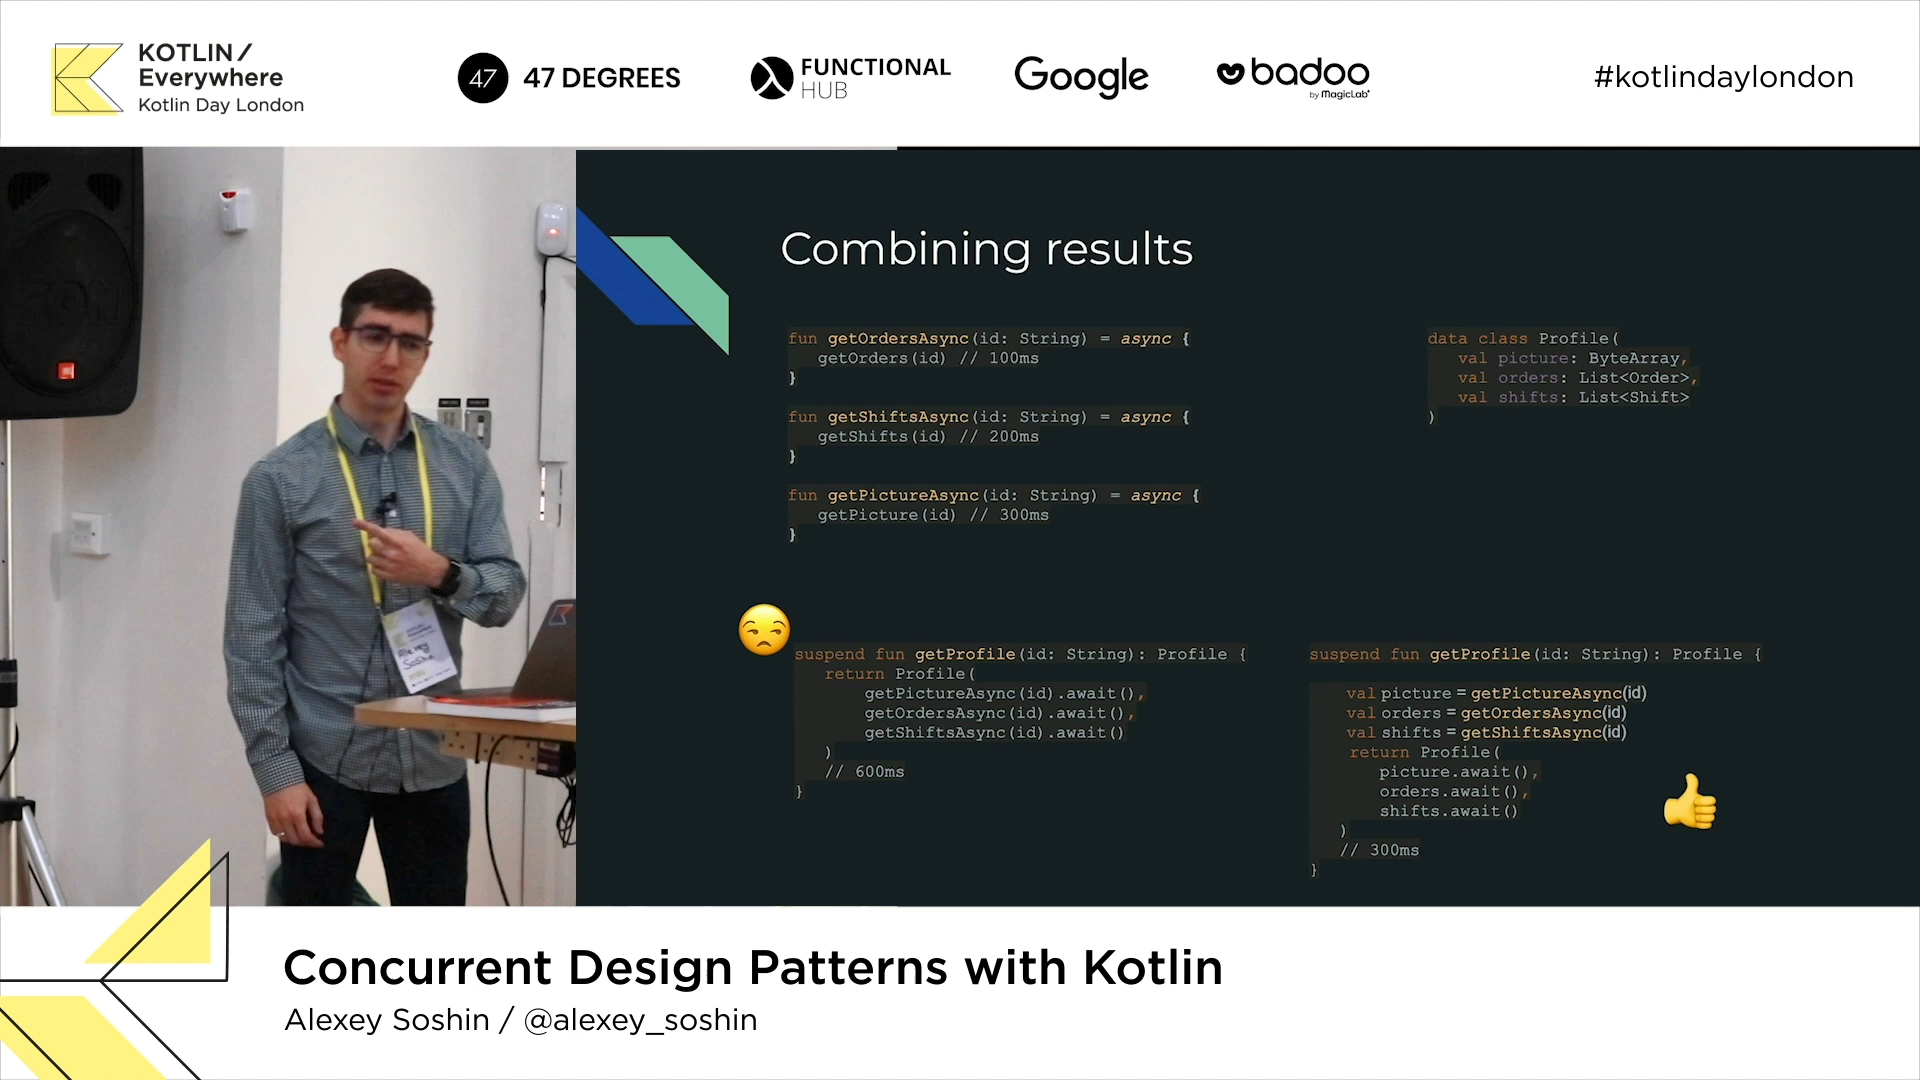 KOTLIN /
Everywhere
Kotlin Day London
47
47 DEGREES
FUNCTIONAL
HUB
Google
badoo
by MagicLab
#kotlindaylondon
Combining results
fun getOrdersAsync(id: String) = async {
getOrders(id) // 100ms
}
fun getShiftsAsync(id: String) = async {
getShifts(id) // 200ms
}
fun getPictureAsync(id: String) = async {
getPicture(id) // 300ms
}
data class Profile(
val picture: ByteArray,
val orders: List<Order>,
val shifts: List<Shift>
)
suspend fun getProfile(id: String): Profile {
return Profile(
getPictureAsync(id).await(),
getOrdersAsync(id).await(),
getShiftsAsync(id).await()
)
// 600ms
}
suspend fun getProfile(id: String): Profile {
val picture = getPictureAsync(id)
val orders = getOrdersAsync(id)
val shifts = getShiftsAsync(id)
return Profile(
picture.await(),
orders.await(),
shifts.await()
)
// 300ms
}
Alexey
Concurrent Design Patterns with Kotlin
Alexey Soshin / @alexey_soshin